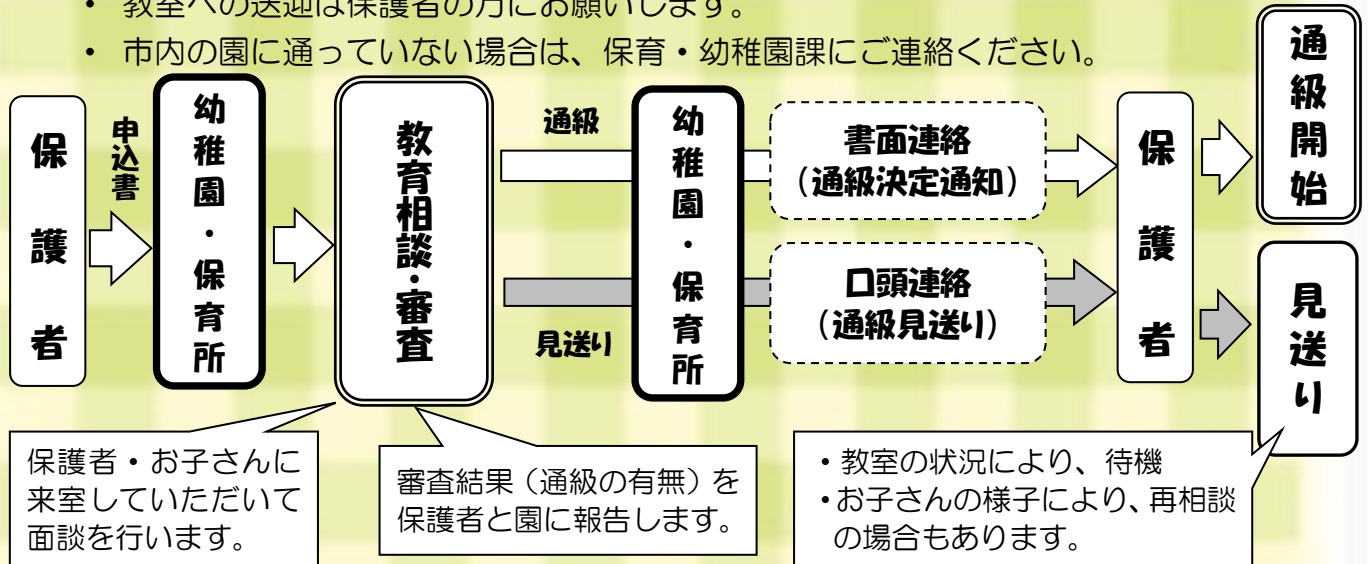 • 教室への送迎は保護者の方にお願いします。
• 市内の園に通っていない場合は、保育・幼稚園課にご連絡ください。
保護者
申込書
幼稚園・保育所
教育相談・審査
通級
見送り
幼稚園・保育所
書面連絡
（通級決定通知）
口頭連絡
（通級見送り）
保護者
通級開始
見送り
保護者・お子さんに
来室していただいて
面談を行います。
審査結果（通級の有無）を
保護者と園に報告します。
・教室の状況により、待機
・お子さんの様子により、再相談
の場合もあります。